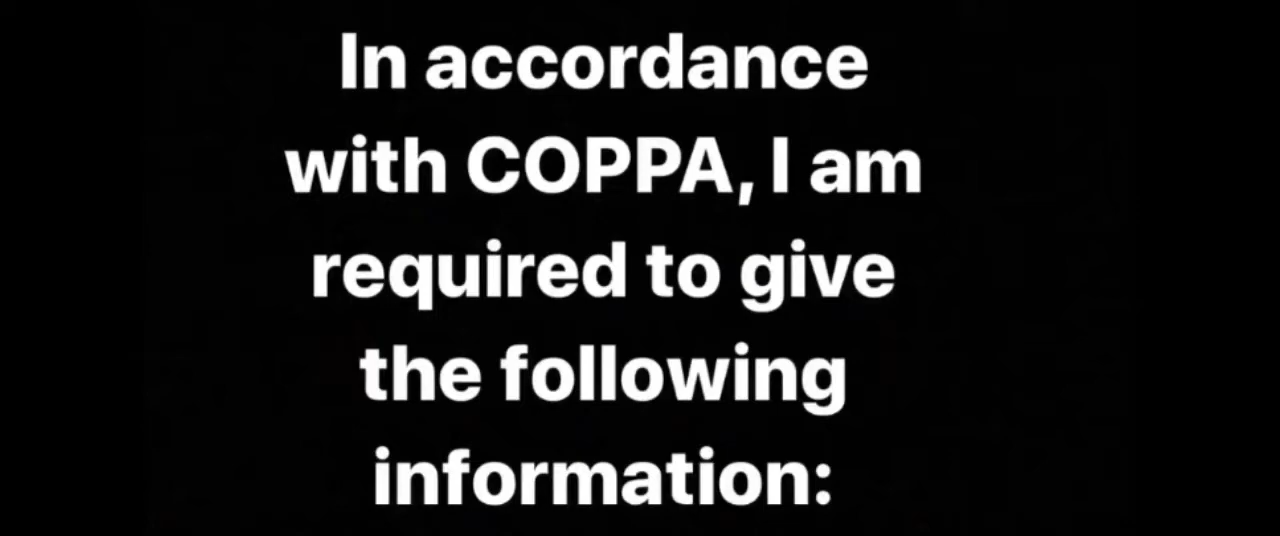 In accordance
with COPPA, I am
required to give
the following
information: